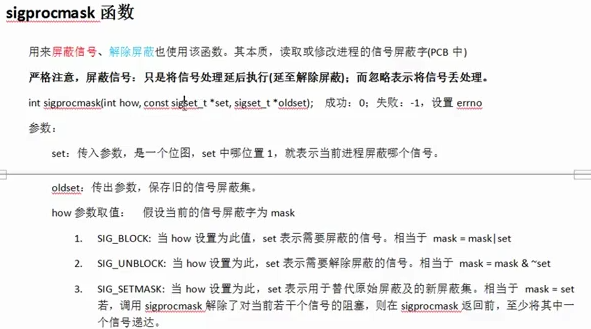 sigprocmask 函数
用来屏蔽信号、解除屏蔽也使用该函数。其本质，读取或修改进程的信号屏蔽字(PCB 中)
严格注意，屏蔽信号：只是将信号处理延后执行(延至解除屏蔽)；而忽略表示将信号丢处理。
int sigprocmask(int how, const sigset_t *set, sigset_t *oldset); 成功：0；失败：-1，设置 errno
参数：
set：传入参数，是一个位图，set 中哪位置 1，就表示当前进程屏蔽哪个信号。
oldset：传出参数，保存旧的信号屏蔽集。
how 参数取值： 假设当前的信号屏蔽字为 mask
1. SIG_BLOCK: 当 how 设置为此值，set 表示需要屏蔽的信号。相当于 mask = mask|set
2. SIG_UNBLOCK: 当 how 设置为此，set 表示需要解除屏蔽的信号。相当于 mask = mask & ~set
3. SIG_SETMASK: 当 how 设置为此，set 表示用于替代原始屏蔽及的新屏蔽集。相当于 mask = set
若，调用 sigprocmask 解除了对当前若干个信号的阻塞，则在 sigprocmask 返回前，至少将其中一
个信号递达。